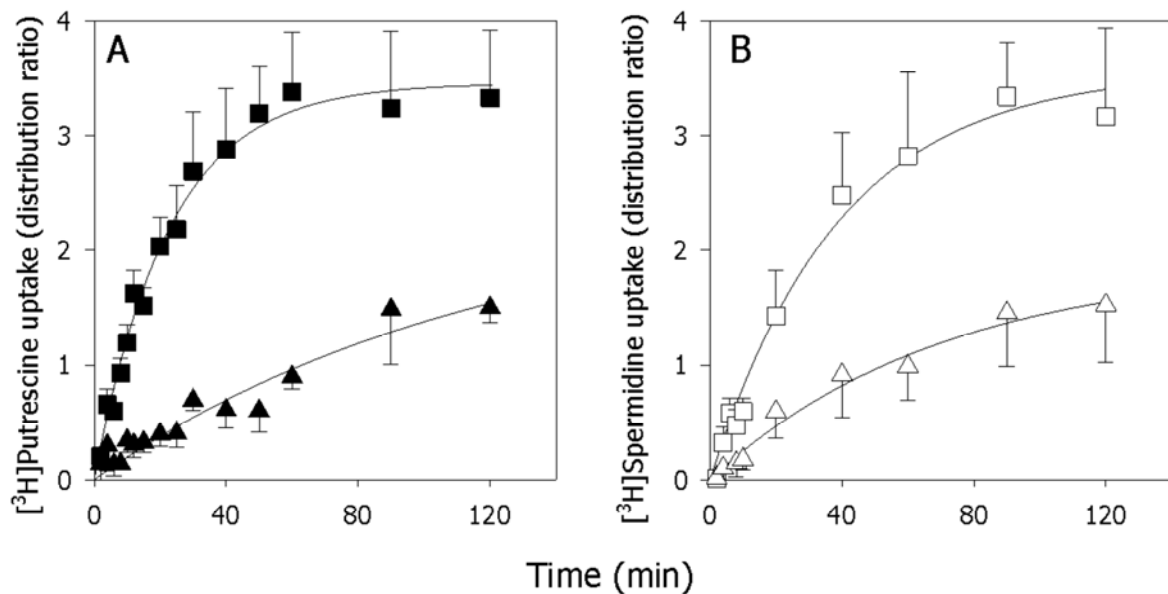 A
[³H]Putrescine uptake (distribution ratio)
4
3
2
1
0
0 40 80 120
B
[³H]Spermidine uptake (distribution ratio)
4
3
2
1
0
0 40 80 120
Time (min)